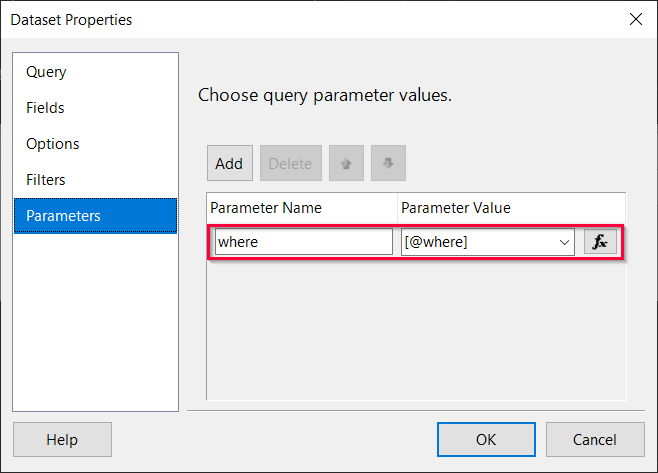 Dataset Properties
Query
Fields
Options
Filters
Parameters
Choose query parameter values.
Add
Delete
Parameter Name
Parameter Value
where
[@where]
fx
Help
OK
Cancel